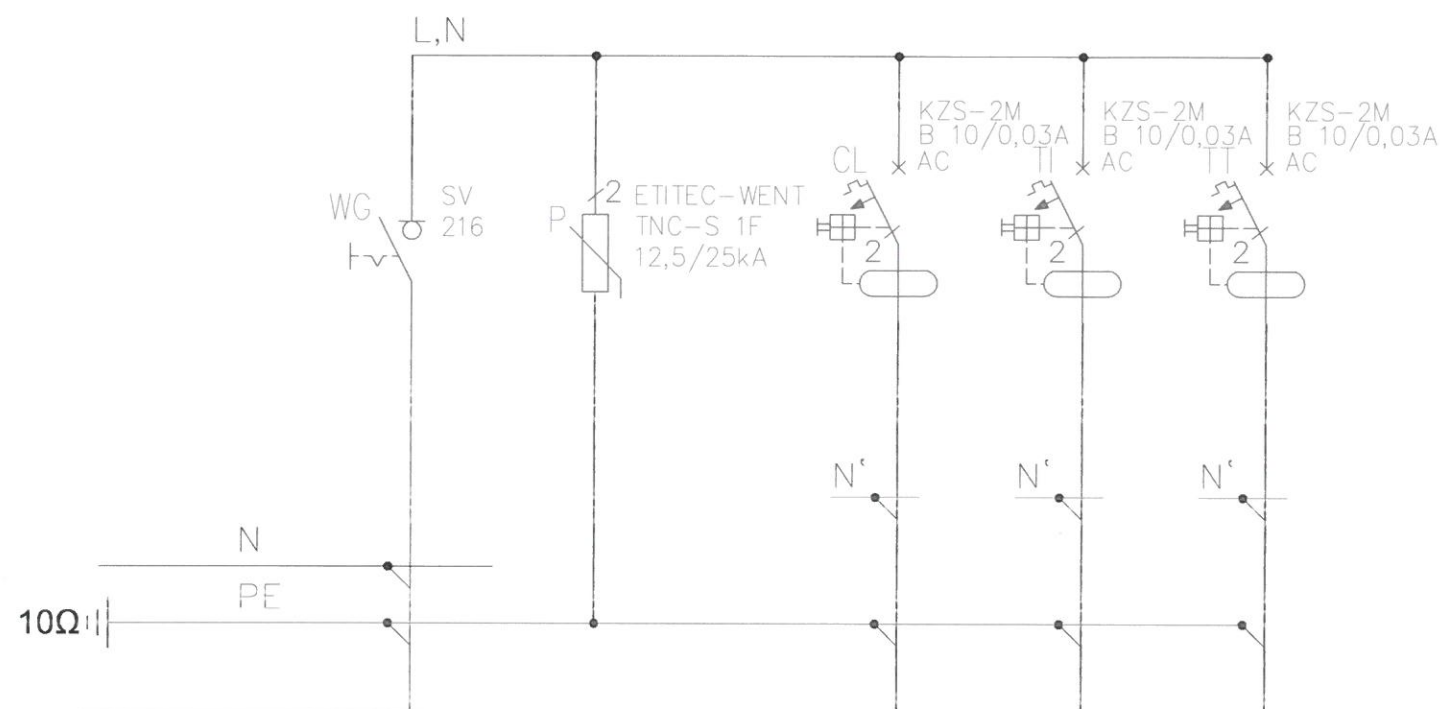 L,N
WG
SV
216
P
2
ETITEC-WENT
TNC-S 1F
12,5/25kA
KZS-2M
B 10/0,03A
AC
CL
2
KZS-2M
B 10/0,03A
AC
TI
2
KZS-2M
B 10/0,03A
AC
TT
2
N'
N'
N'
N
PE
10Ω